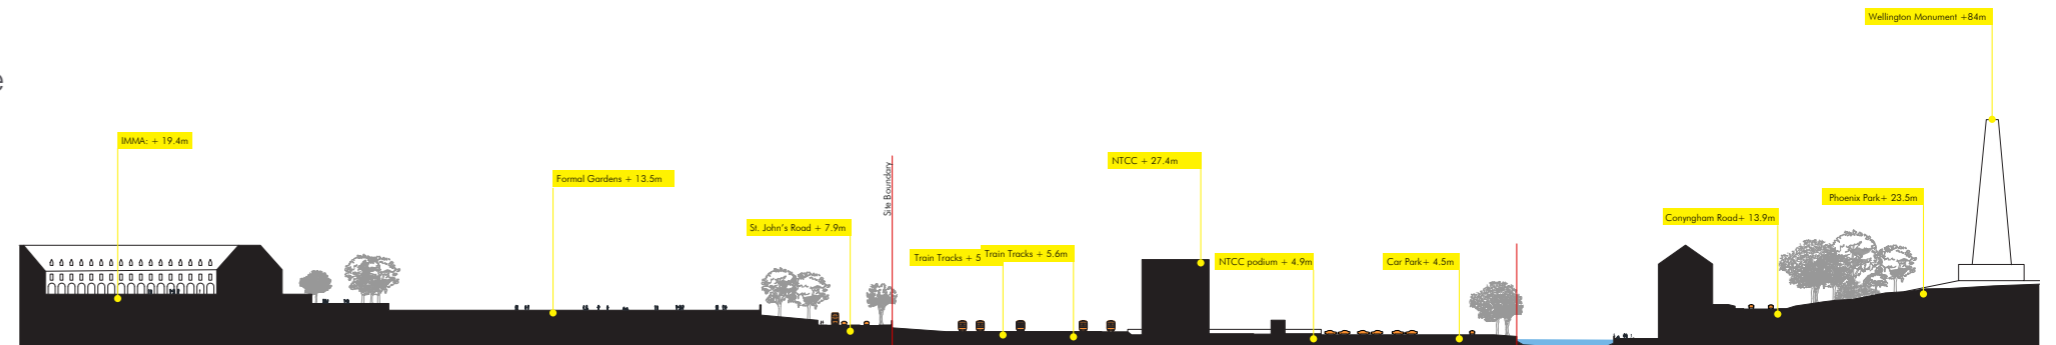 e
IMMA: + 19.4m
Formal Gardens + 13.5m
St. John's Road + 7.9m
Site Boundary
Train Tracks + 5
Train Tracks + 5.6m
NTCC + 27.4m
NTCC podium + 4.9m
Car Park+ 4.5m
Conyngham Road+ 13.9m
Phoenix Park+ 23.5m
Wellington Monument +84m